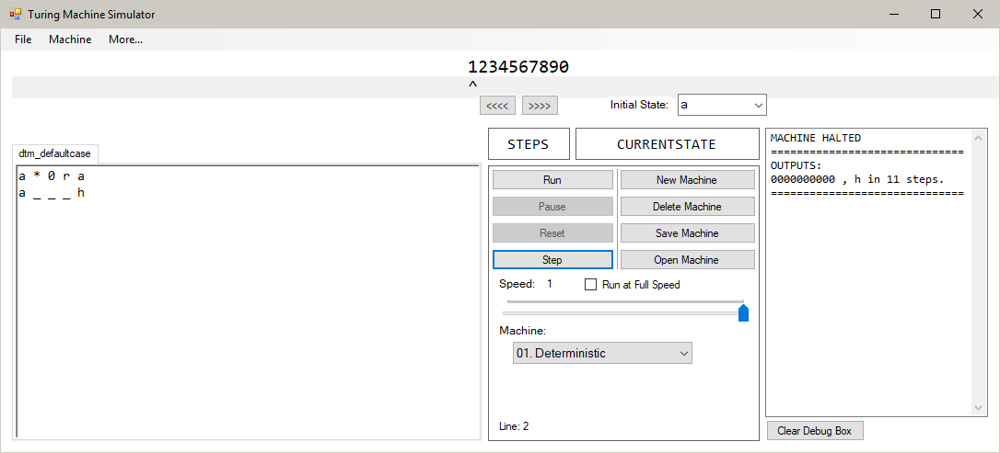 Turing Machine Simulator
File Machine More...
1234567890
^
<<<< >>>> Initial State: a
dtm_defaultcase
a * 0 r a
a _ _ _ h
STEPS CURRENTSTATE
Run New Machine
Pause Delete Machine
Reset Save Machine
Step Open Machine
Speed: 1 Run at Full Speed
Machine:
01. Deterministic
Line: 2
MACHINE HALTED
==============================
OUTPUTS:
0000000000 , h in 11 steps.
==============================
Clear Debug Box